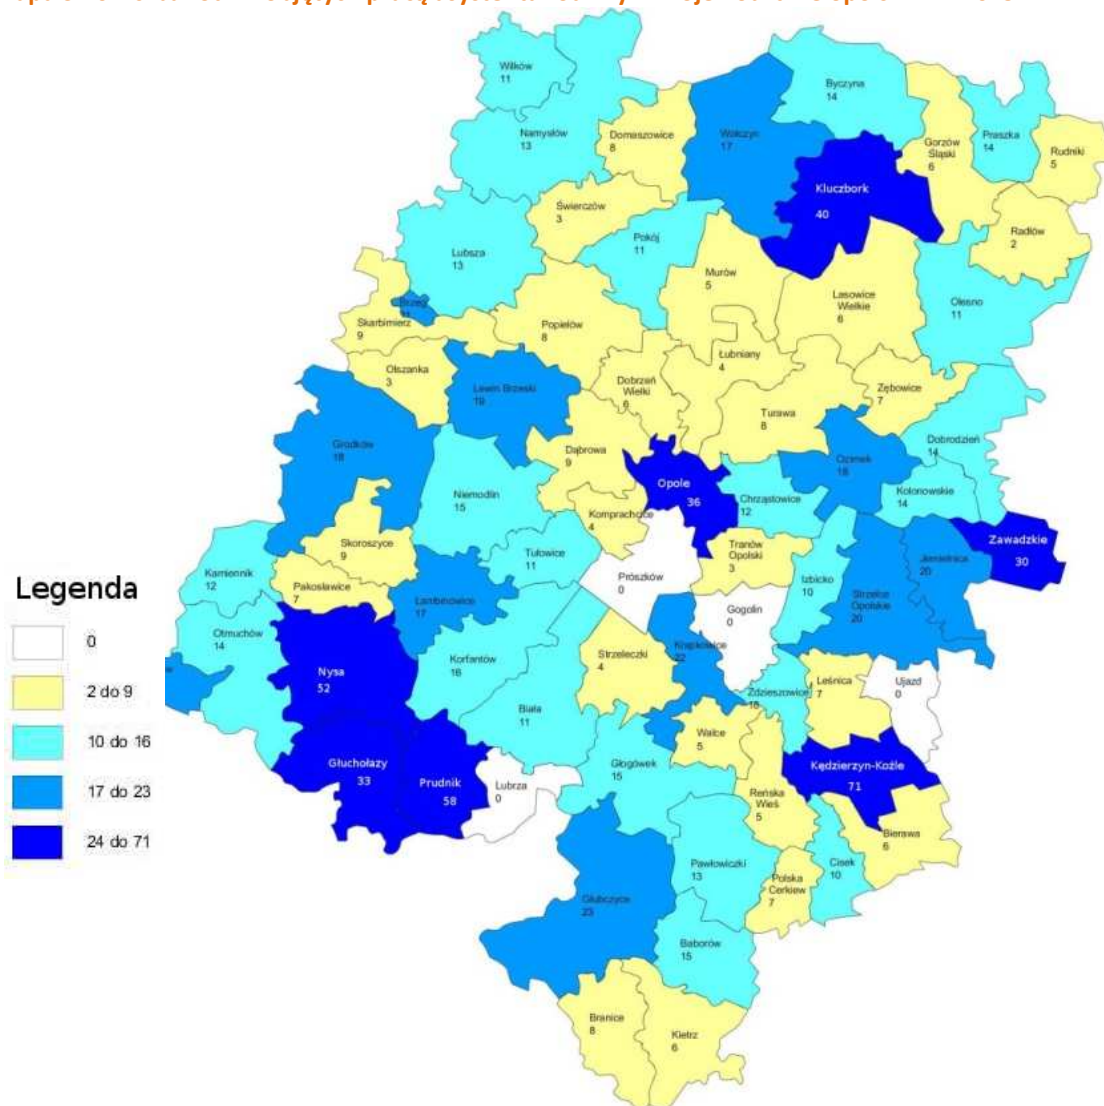 Wilków
11
Namysłów
13
Domaszowice
8
Wołczyn
17
Byczyna
14
Kluczbork
40
Gorzów
Śląski
6
Praszka
14
Rudniki
5
Radłów
2
Świerczów
3
Pokój
11
Lubsza
13
Murów
5
Lasowice
Wielkie
6
Olesno
11
Brzeg
Skarbimierz
9
Popielów
8
Olszanka
3
Lewin Brzeski
19
Dobrzeń
Wielki
6
Łubniany
4
Turawa
8
Zębowice
7
Dobrodzień
14
Grodków
18
Dąbrowa
9
Opole
36
Ozimek
18
Kolonowskie
14
Niemodlin
15
Komprachcice
4
Chrząstowice
12
Zawadzkie
30
Skoroszyce
9
Tułowice
11
Tranów
Opolski
3
Jemielnica
20
Kamiennik
12
Pakosławice
7
Łambinowice
17
Prószków
0
Izbicko
10
Strzelce
Opolskie
20
Gogolin
0
Otmuchów
14
Korfantów
16
Strzeleczki
4
Krapkowice
22
Nysa
52
Zdzieszowice
Leśnica
7
Ujazd
0
Biała
11
Walce
5
Głuchołazy
33
Prudnik
58
Lubrza
0
Głogówek
15
Kędzierzyn-Koźle
71
Reńska
Wieś
5
Bierawa
6
Pawłowiczki
13
Polska
Cerkiew
7
Cisek
10
Głubczyce
23
Baborów
15
Branice
8
Kietrz
6
Legenda
0
2 do 9
10 do 16
17 do 23
24 do 71